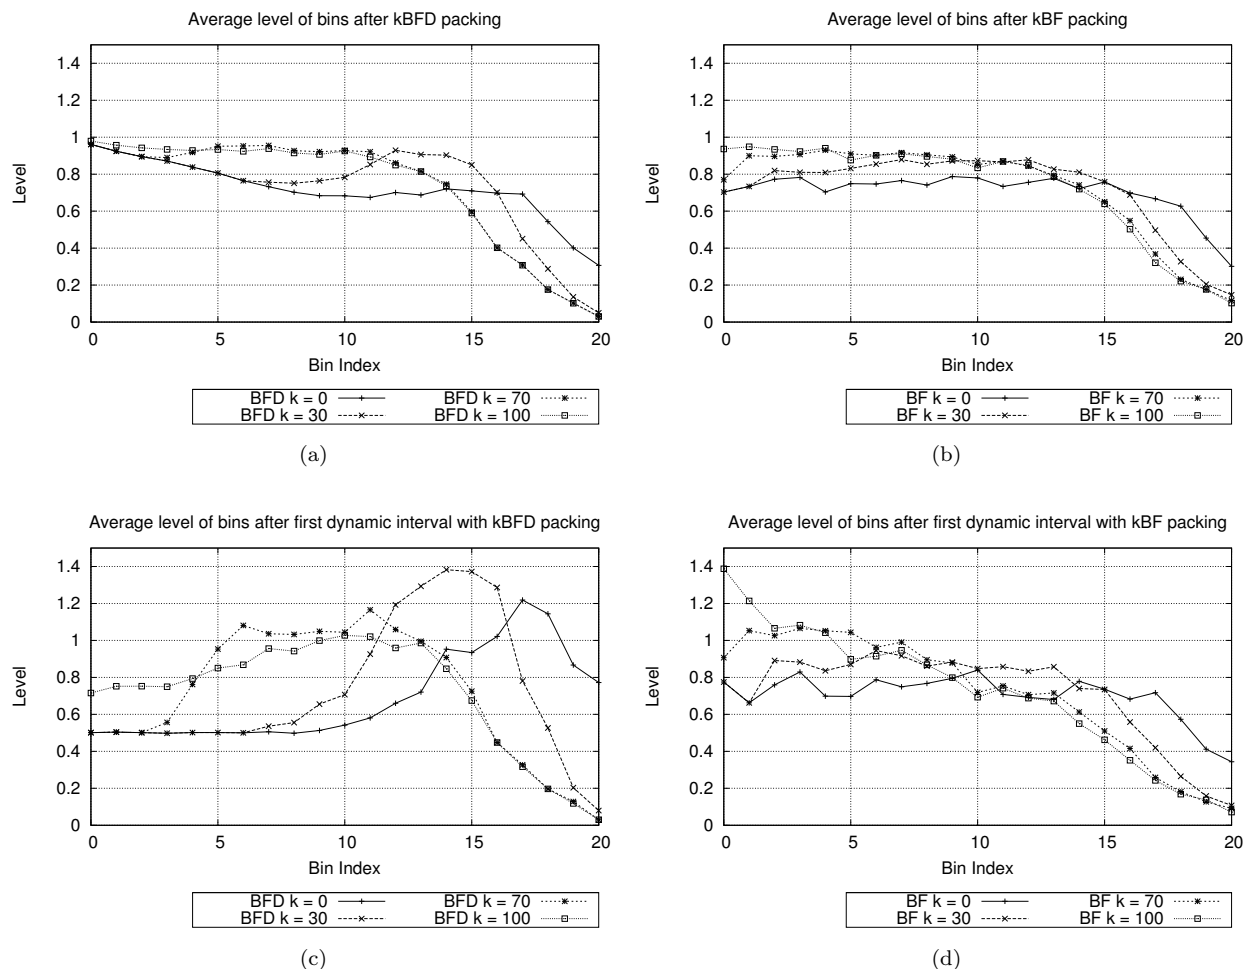 Average level of bins after kBFD packing
1.4
1.2
1
0.8
0.6
0.4
0.2
0
Level
0 5 10 15 20
Bin Index
BFD k = 0 BFD k = 70
BFD k = 30 BFD k = 100
(a)
Average level of bins after kBF packing
1.4
1.2
1
0.8
0.6
0.4
0.2
0
Level
0 5 10 15 20
Bin Index
BF k = 0 BF k = 70
BF k = 30 BF k = 100
(b)
Average level of bins after first dynamic interval with kBFD packing
1.4
1.2
1
0.8
0.6
0.4
0.2
0
Level
0 5 10 15 20
Bin Index
BFD k = 0 BFD k = 70
BFD k = 30 BFD k = 100
(c)
Average level of bins after first dynamic interval with kBF packing
1.4
1.2
1
0.8
0.6
0.4
0.2
0
Level
0 5 10 15 20
Bin Index
BF k = 0 BF k = 70
BF k = 30 BF k = 100
(d)